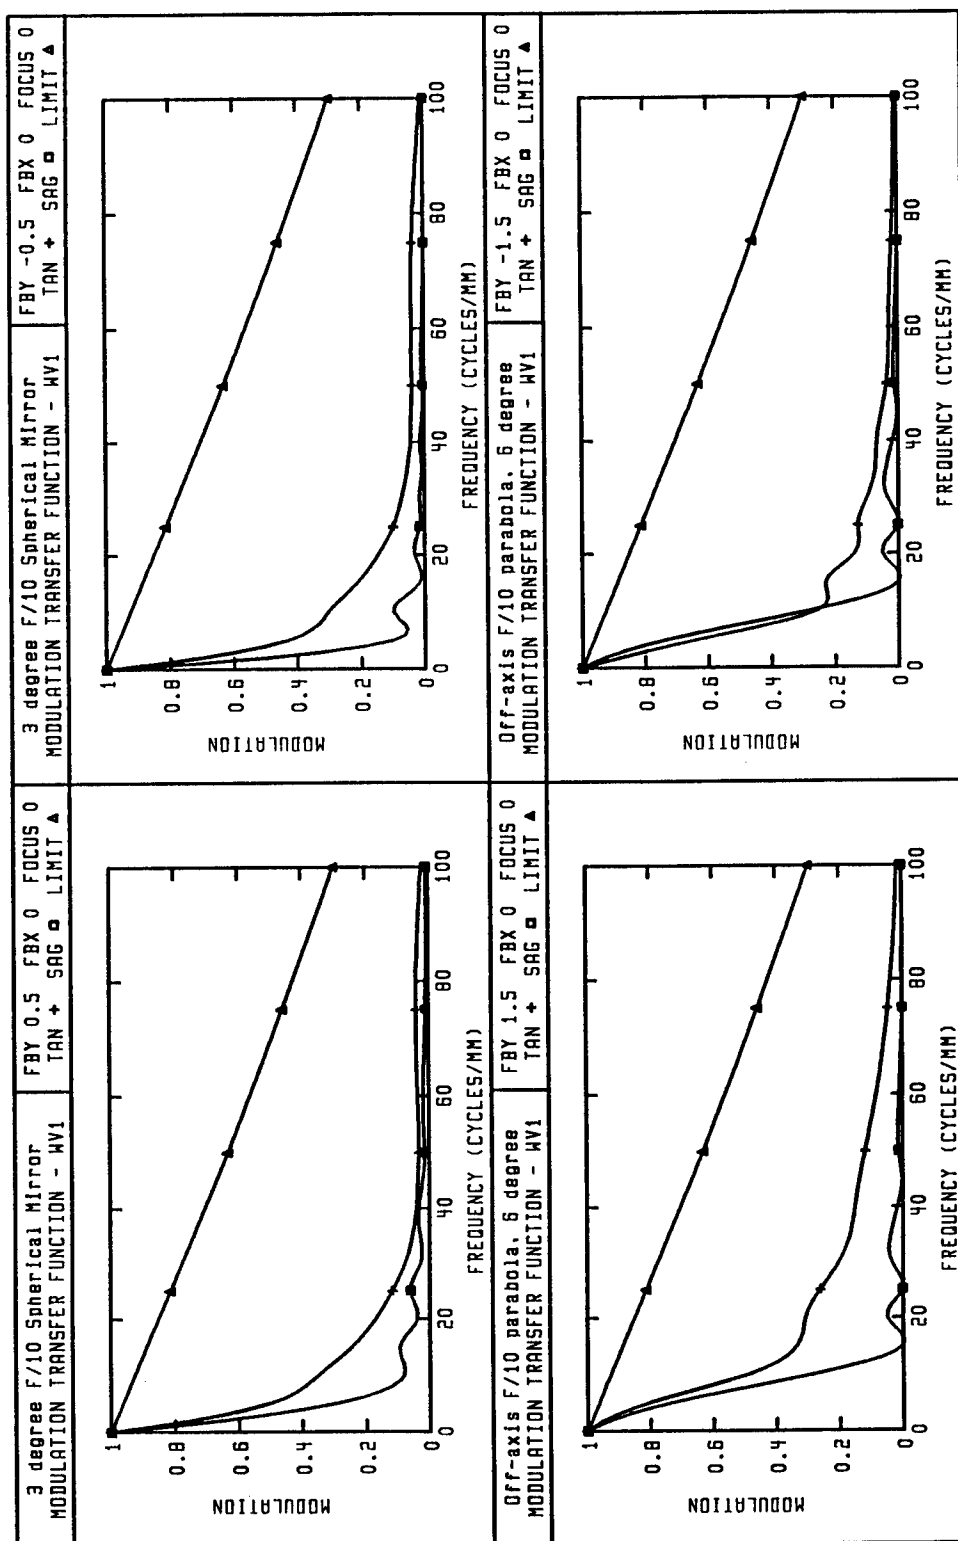 3 degree F/10 Spherical Mirror
MODULATION TRANSFER FUNCTION - WV1
FBY 0.5 FBX 0 FOCUS 0
TAN + SAG □ LIMIT ▲
1
0.8
0.6
0.4
0.2
0
MODULATION
0 20 40 60 80 100
FREQUENCY (CYCLES/MM)
3 degree F/10 Spherical Mirror
MODULATION TRANSFER FUNCTION - WV1
FBY -0.5 FBX 0 FOCUS 0
TAN + SAG □ LIMIT ▲
1
0.8
0.6
0.4
0.2
0
MODULATION
0 20 40 60 80 100
FREQUENCY (CYCLES/MM)
Off-axis F/10 parabola, 6 degree
MODULATION TRANSFER FUNCTION - WV1
FBY 1.5 FBX 0 FOCUS 0
TAN + SAG □ LIMIT ▲
1
0.8
0.6
0.4
0.2
0
MODULATION
0 20 40 60 80 100
FREQUENCY (CYCLES/MM)
Off-axis F/10 parabola, 6 degree
MODULATION TRANSFER FUNCTION - WV1
FBY -1.5 FBX 0 FOCUS 0
TAN + SAG □ LIMIT ▲
1
0.8
0.6
0.4
0.2
0
MODULATION
0 20 40 60 80 100
FREQUENCY (CYCLES/MM)